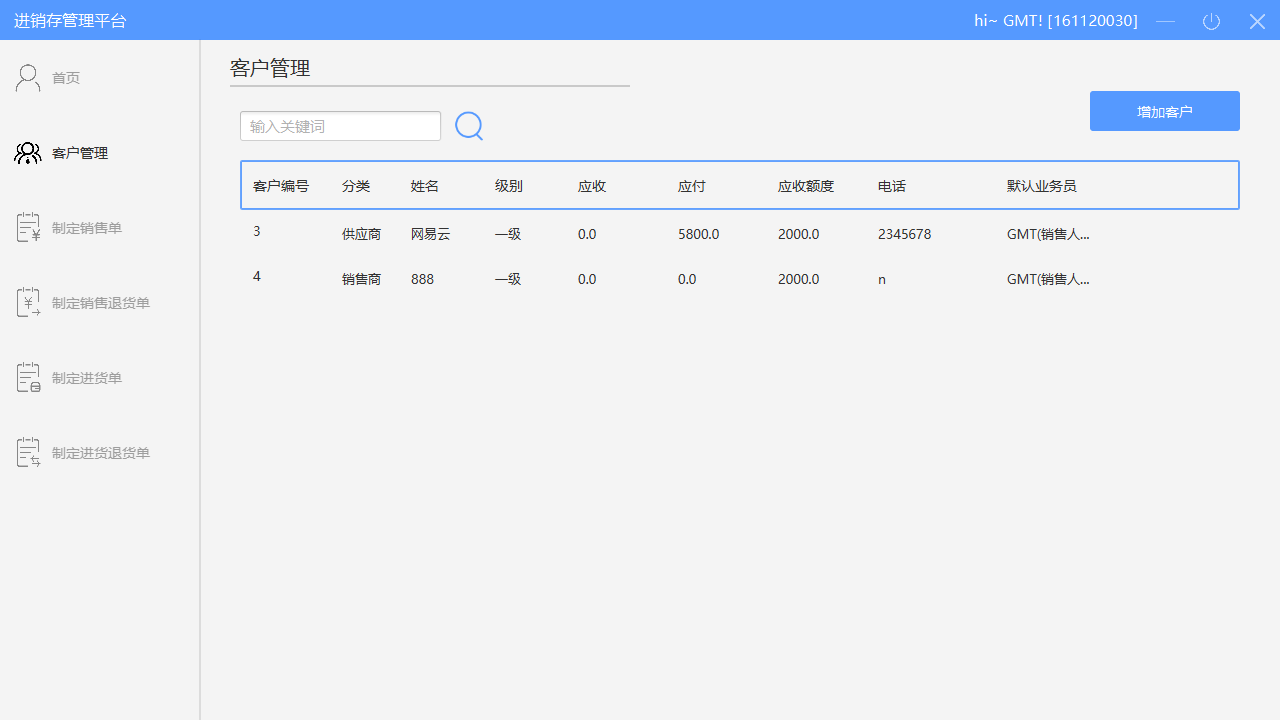 进销存管理平台
hi~ GMT! [161120030]
首页
客户管理
制定销售单
制定销售退货单
制定进货单
制定进货退货单
客户管理
输入关键词
增加客户
客户编号 分类 姓名 级别 应收 应付 应收额度 电话 默认业务员
3 供应商 网易云 一级 0.0 5800.0 2000.0 2345678 GMT(销售人...
4 销售商 888 一级 0.0 0.0 2000.0 n GMT(销售人...